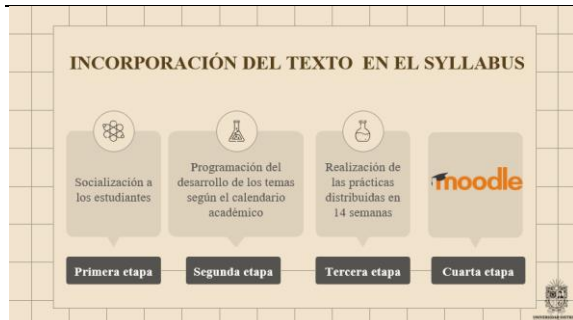 INCORPORACIÓN DEL TEXTO EN EL SYLLABUS
Socialización a
los estudiantes
Programación del
desarrollo de los temas
según el calendario
académico
Realización de
las prácticas
distribuidas en
14 semanas
moodle
Primera etapa
Segunda etapa
Tercera etapa
Cuarta etapa